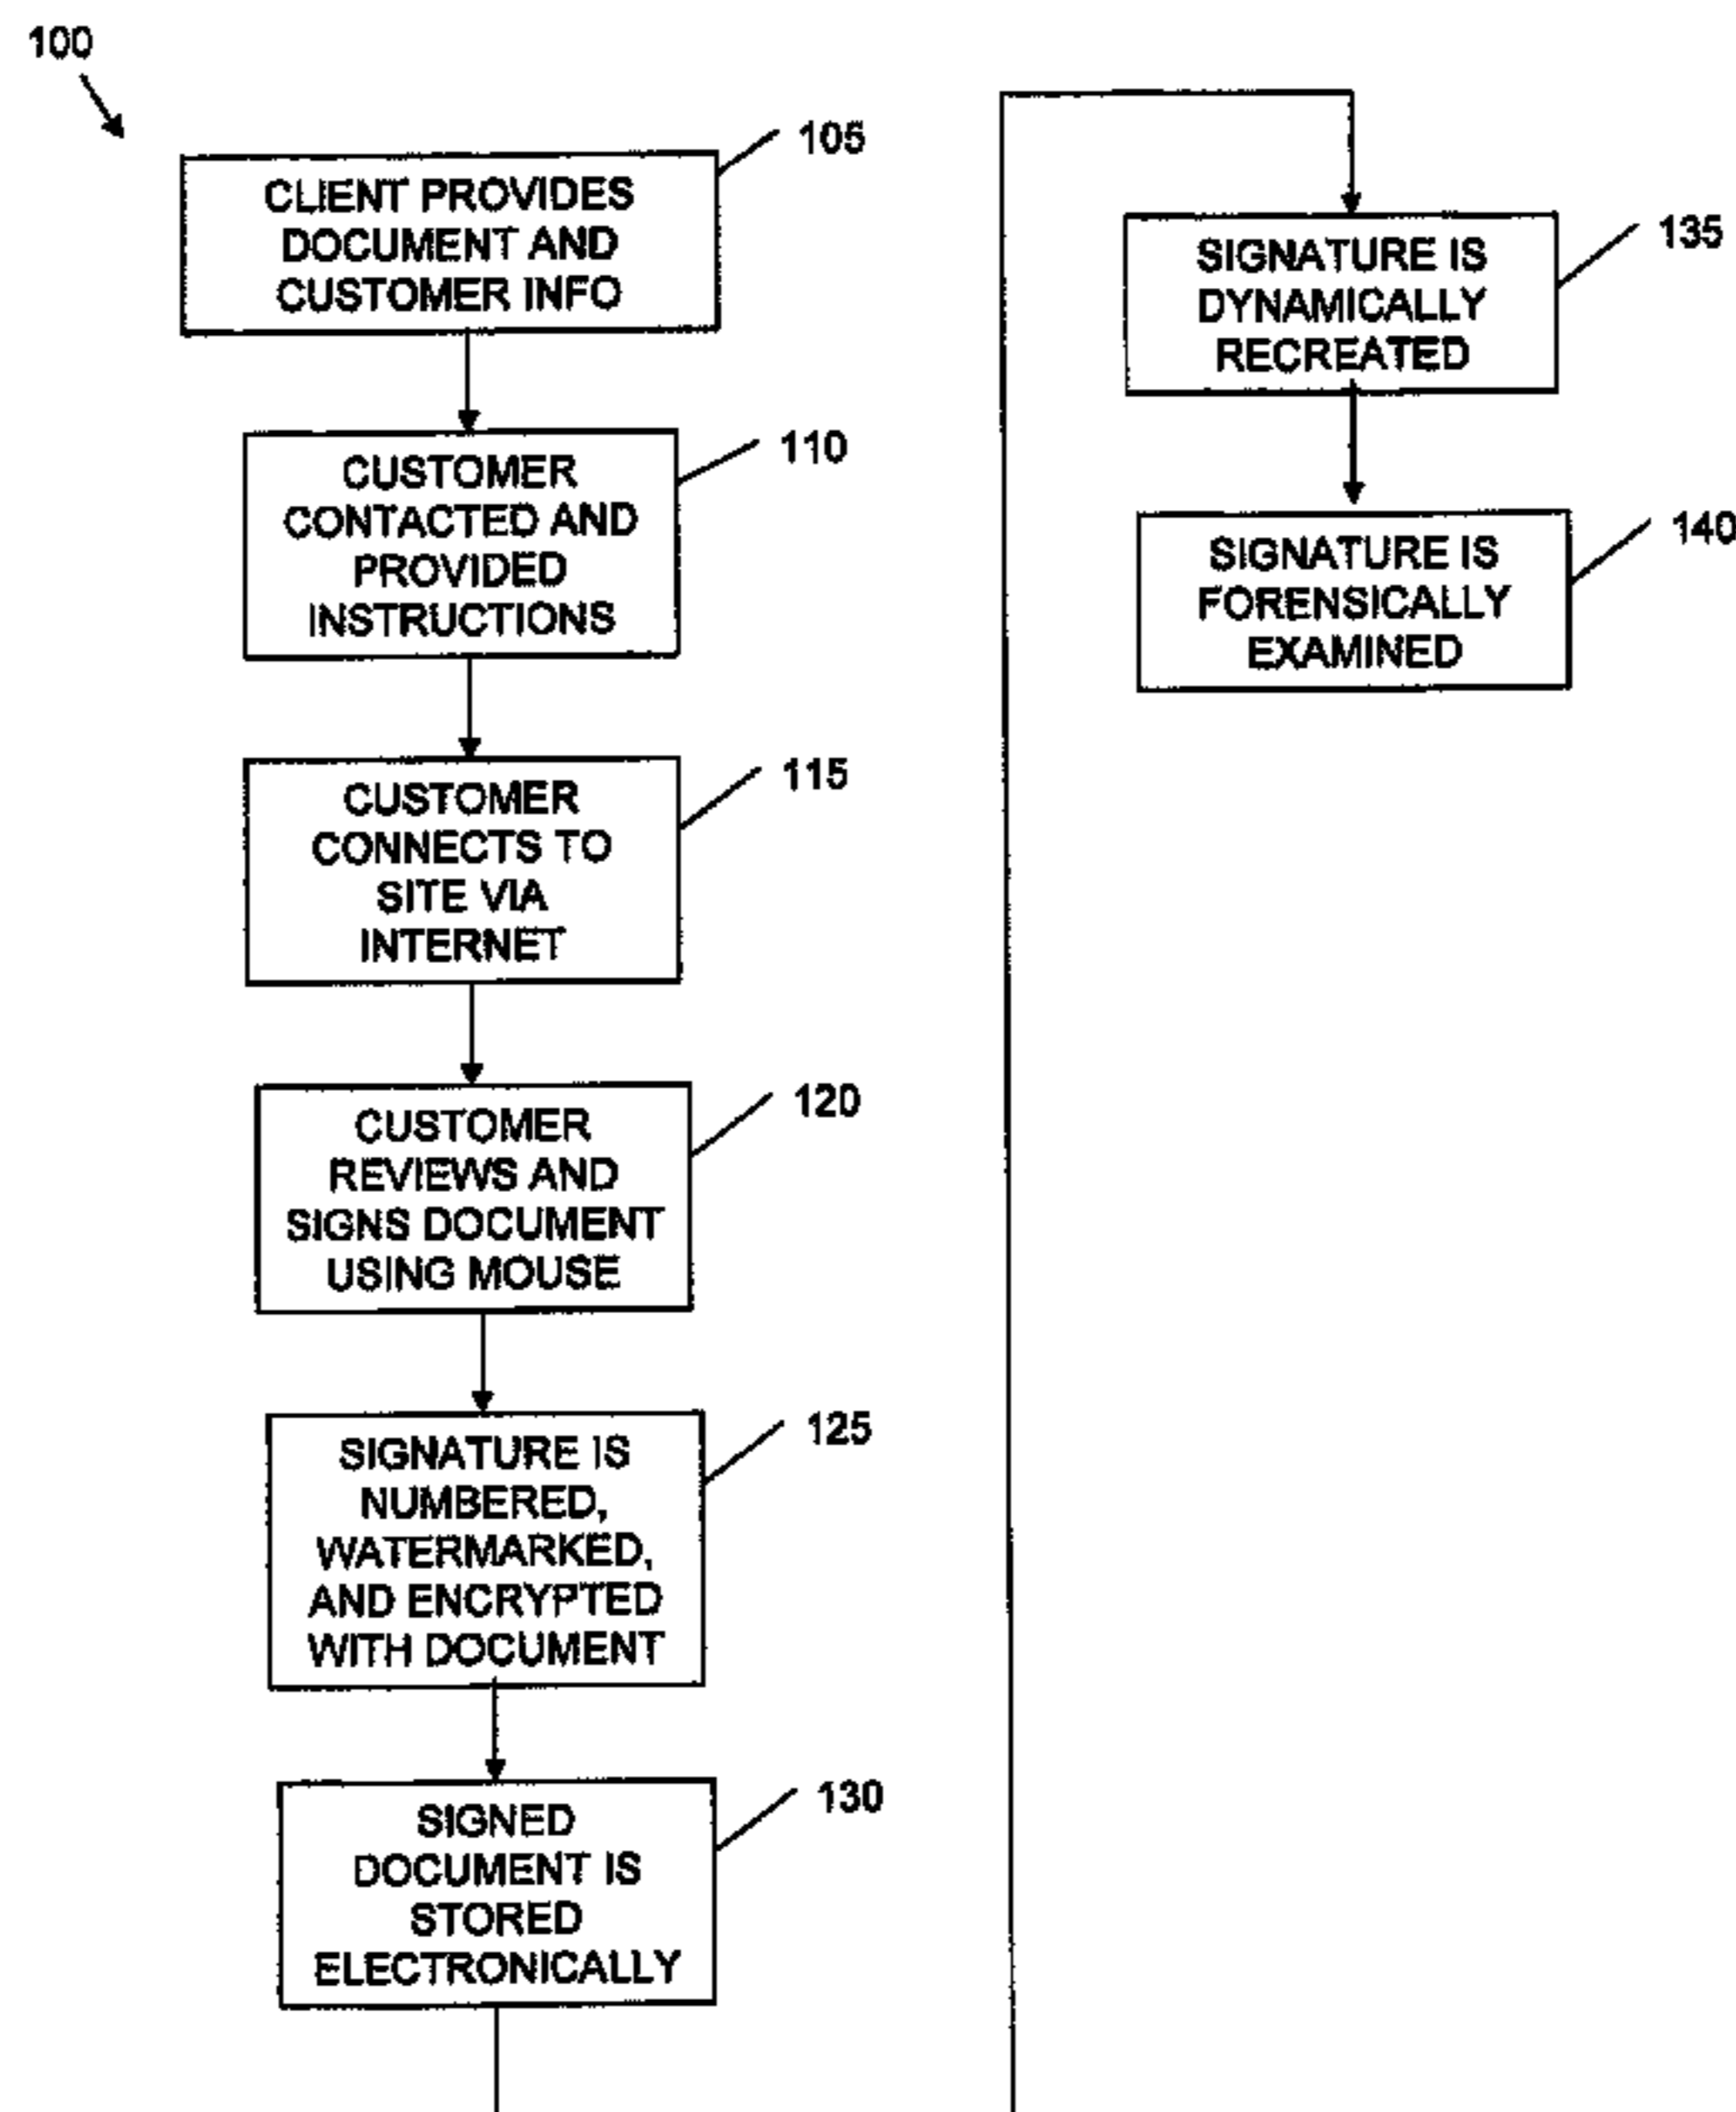 100
105
CLIENT PROVIDES
DOCUMENT AND
CUSTOMER INFO
110
CUSTOMER
CONTACTED AND
PROVIDED
INSTRUCTIONS
115
CUSTOMER
CONNECTS TO
SITE VIA
INTERNET
120
CUSTOMER
REVIEWS AND
SIGNS DOCUMENT
USING MOUSE
125
SIGNATURE IS
NUMBERED,
WATERMARKED,
AND ENCRYPTED
WITH DOCUMENT
130
SIGNED
DOCUMENT IS
STORED
ELECTRONICALLY
135
SIGNATURE IS
DYNAMICALLY
RECREATED
140
SIGNATURE IS
FORENSICALLY
EXAMINED